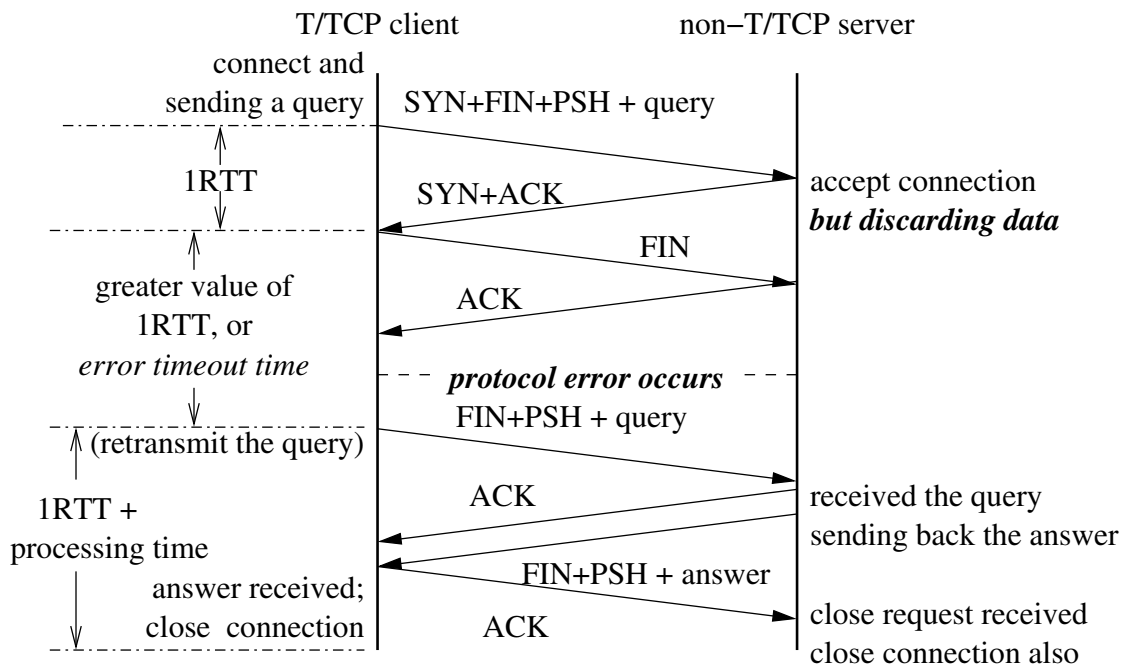 T/TCP client
non−T/TCP server
connect and
sending a query
SYN+FIN+PSH + query
1RTT
SYN+ACK
accept connection
but discarding data
FIN
greater value of
1RTT, or
error timeout time
ACK
protocol error occurs
FIN+PSH + query
(retransmit the query)
ACK
received the query
sending back the answer
1RTT +
processing time
FIN+PSH + answer
answer received;
close connection
ACK
close request received
close connection also